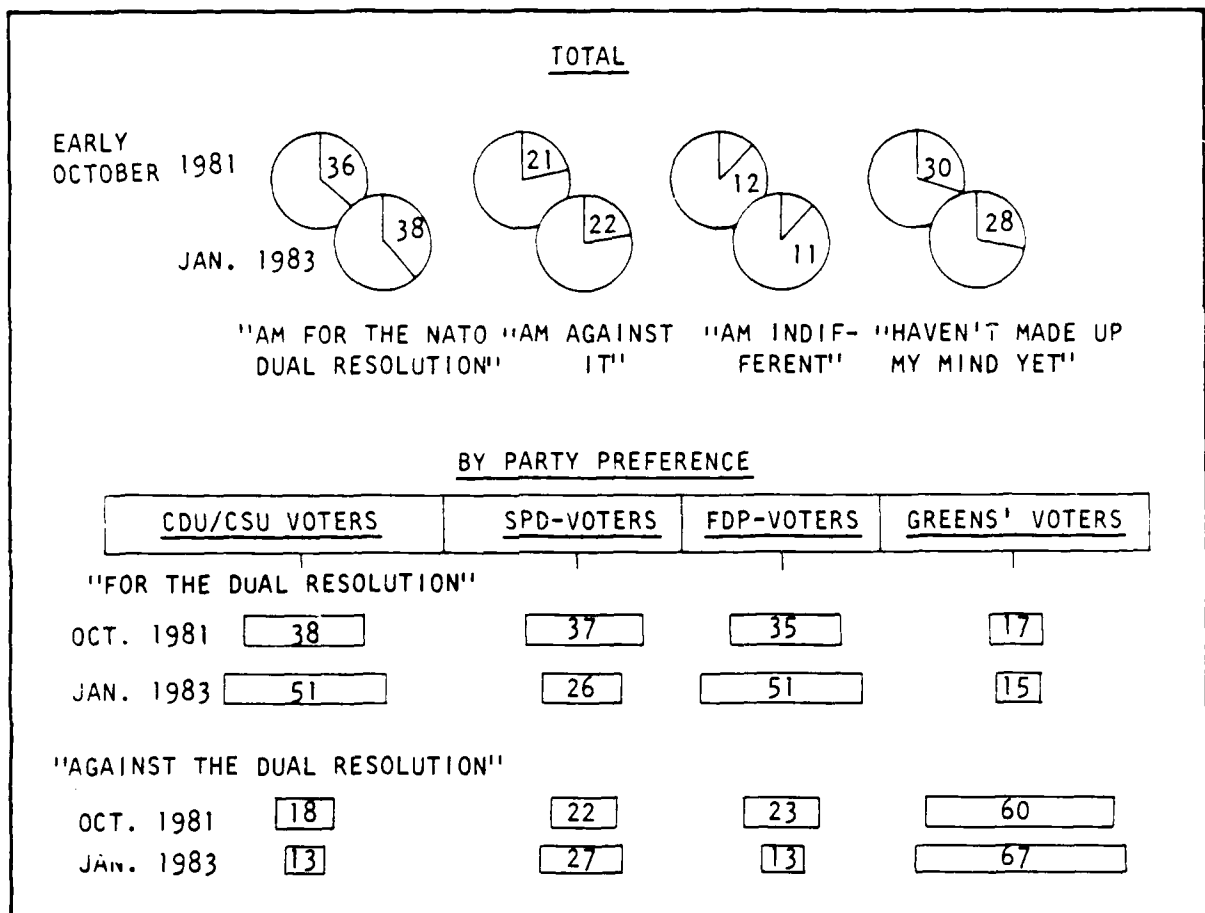 TOTAL
EARLY
OCTOBER 1981
36 21 12 30
JAN. 1983
38 22 11 28
"AM FOR THE NATO "AM AGAINST "AM INDIF- "HAVEN'T MADE UP
DUAL RESOLUTION" IT" FERENT" MY MIND YET"
BY PARTY PREFERENCE
CDU/CSU VOTERS SPD-VOTERS FDP-VOTERS GREENS' VOTERS
"FOR THE DUAL RESOLUTION"
OCT. 1981 38 37 35 17
JAN. 1983 51 26 51 15
"AGAINST THE DUAL RESOLUTION"
OCT. 1981 18 22 23 60
JAN. 1983 13 27 13 67